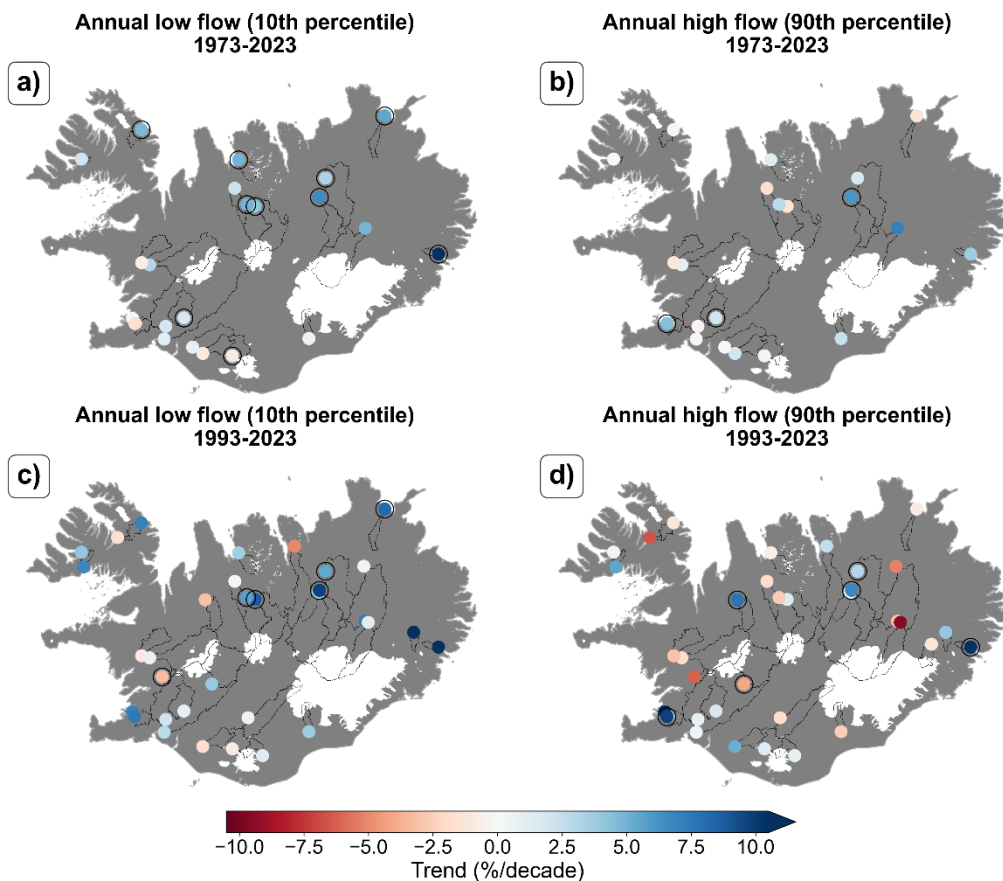 Annual low flow (10th percentile)
1973-2023
Annual high flow (90th percentile)
1973-2023
a)
b)
Annual low flow (10th percentile)
1993-2023
Annual high flow (90th percentile)
1993-2023
c)
d)
−10.0 −7.5 −5.0 −2.5 0.0 2.5 5.0 7.5 10.0
Trend (%/decade)